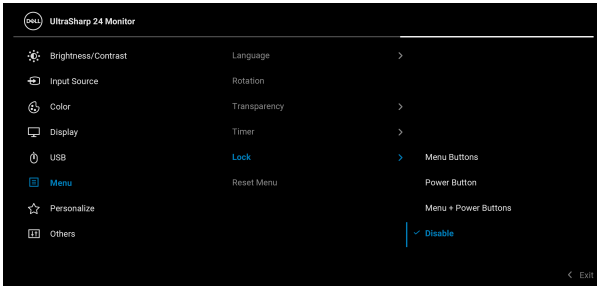 DELL UltraSharp 24 Monitor
Brightness/Contrast Language
Input Source Rotation
Color Transparency
Display Timer
USB Lock Menu Buttons
Menu Reset Menu Power Button
Personalize Menu + Power Buttons
Others Disable
Exit